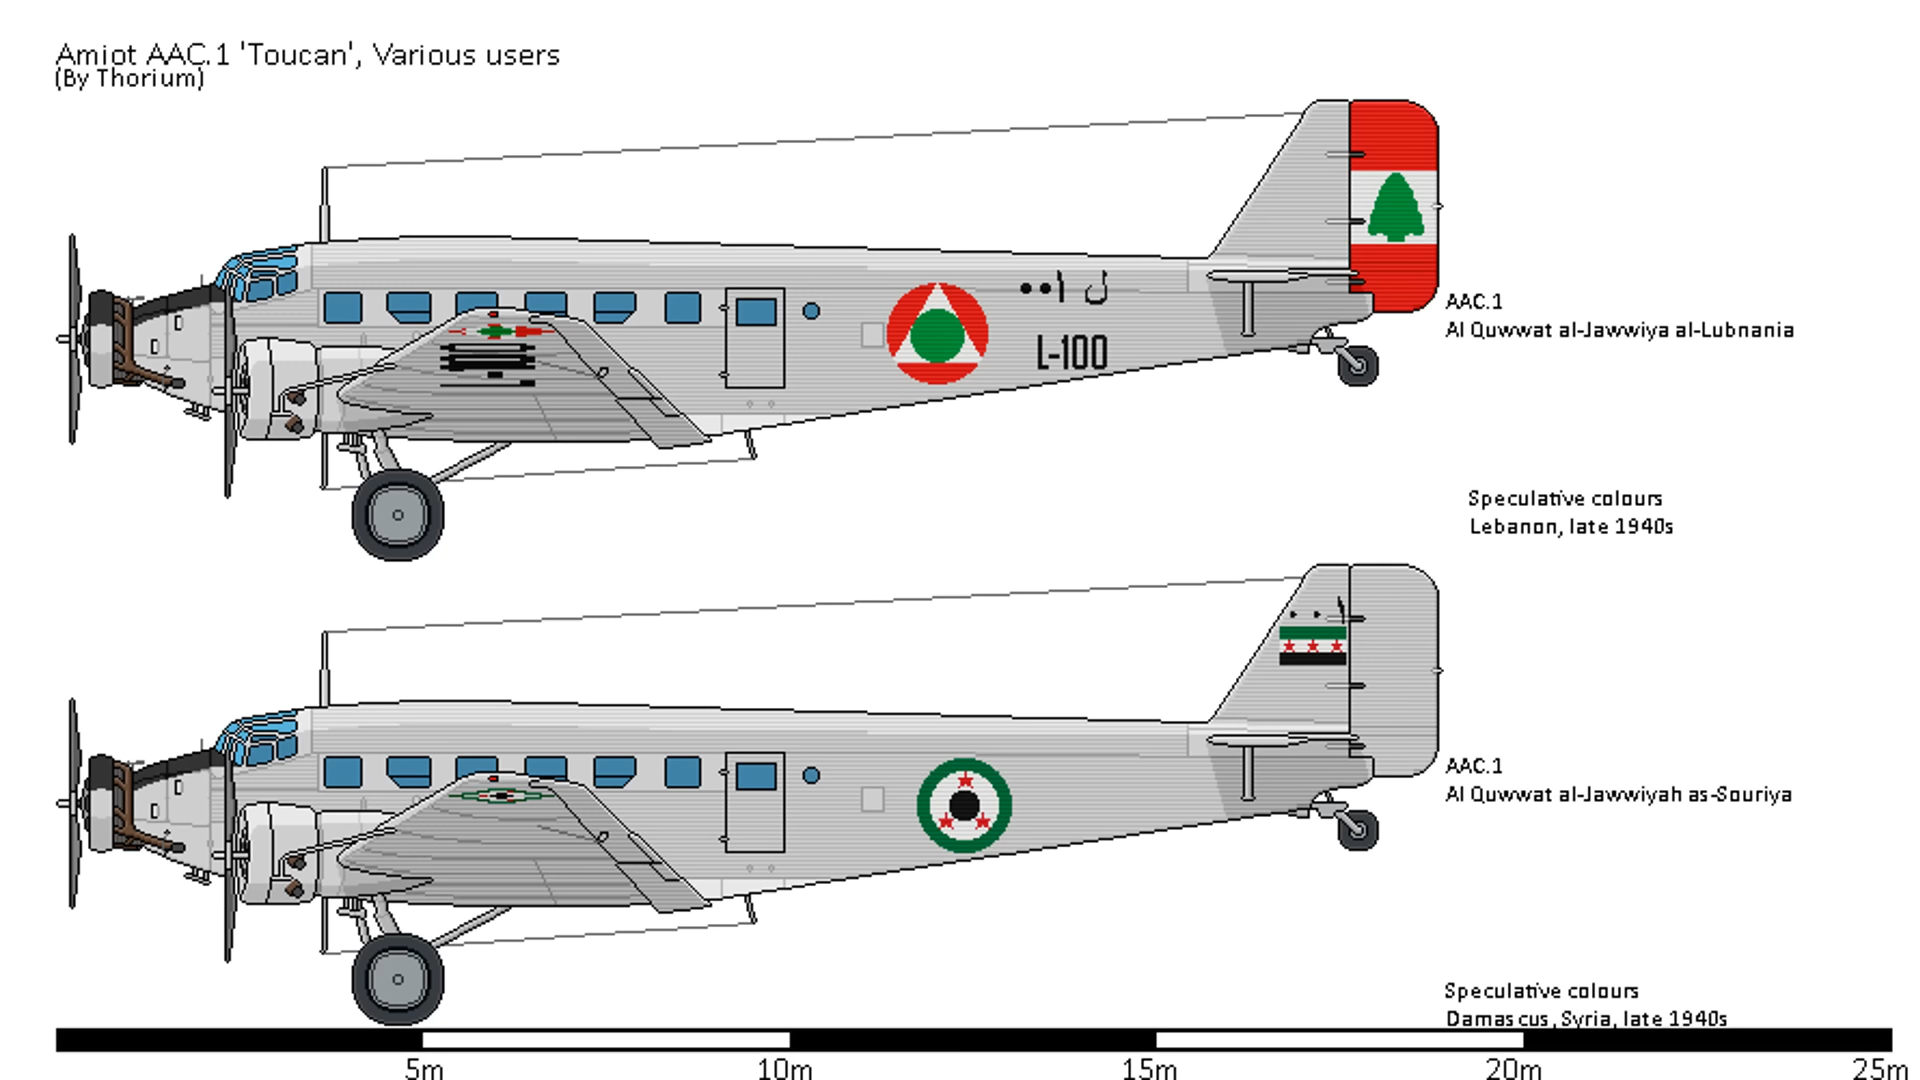 Amiot AAC.1 'Toucan', Various users
(By Thorium)
ل ١٠٠
L-100
AAC.1
Al Quwwat al-Jawwiya al-Lubnania
Speculative colours
Lebanon, late 1940s
١٠٠
AAC.1
Al Quwwat al-Jawwiyah as-Souriya
Speculative colours
Damascus, Syria, late 1940s
5m 10m 15m 20m 25m